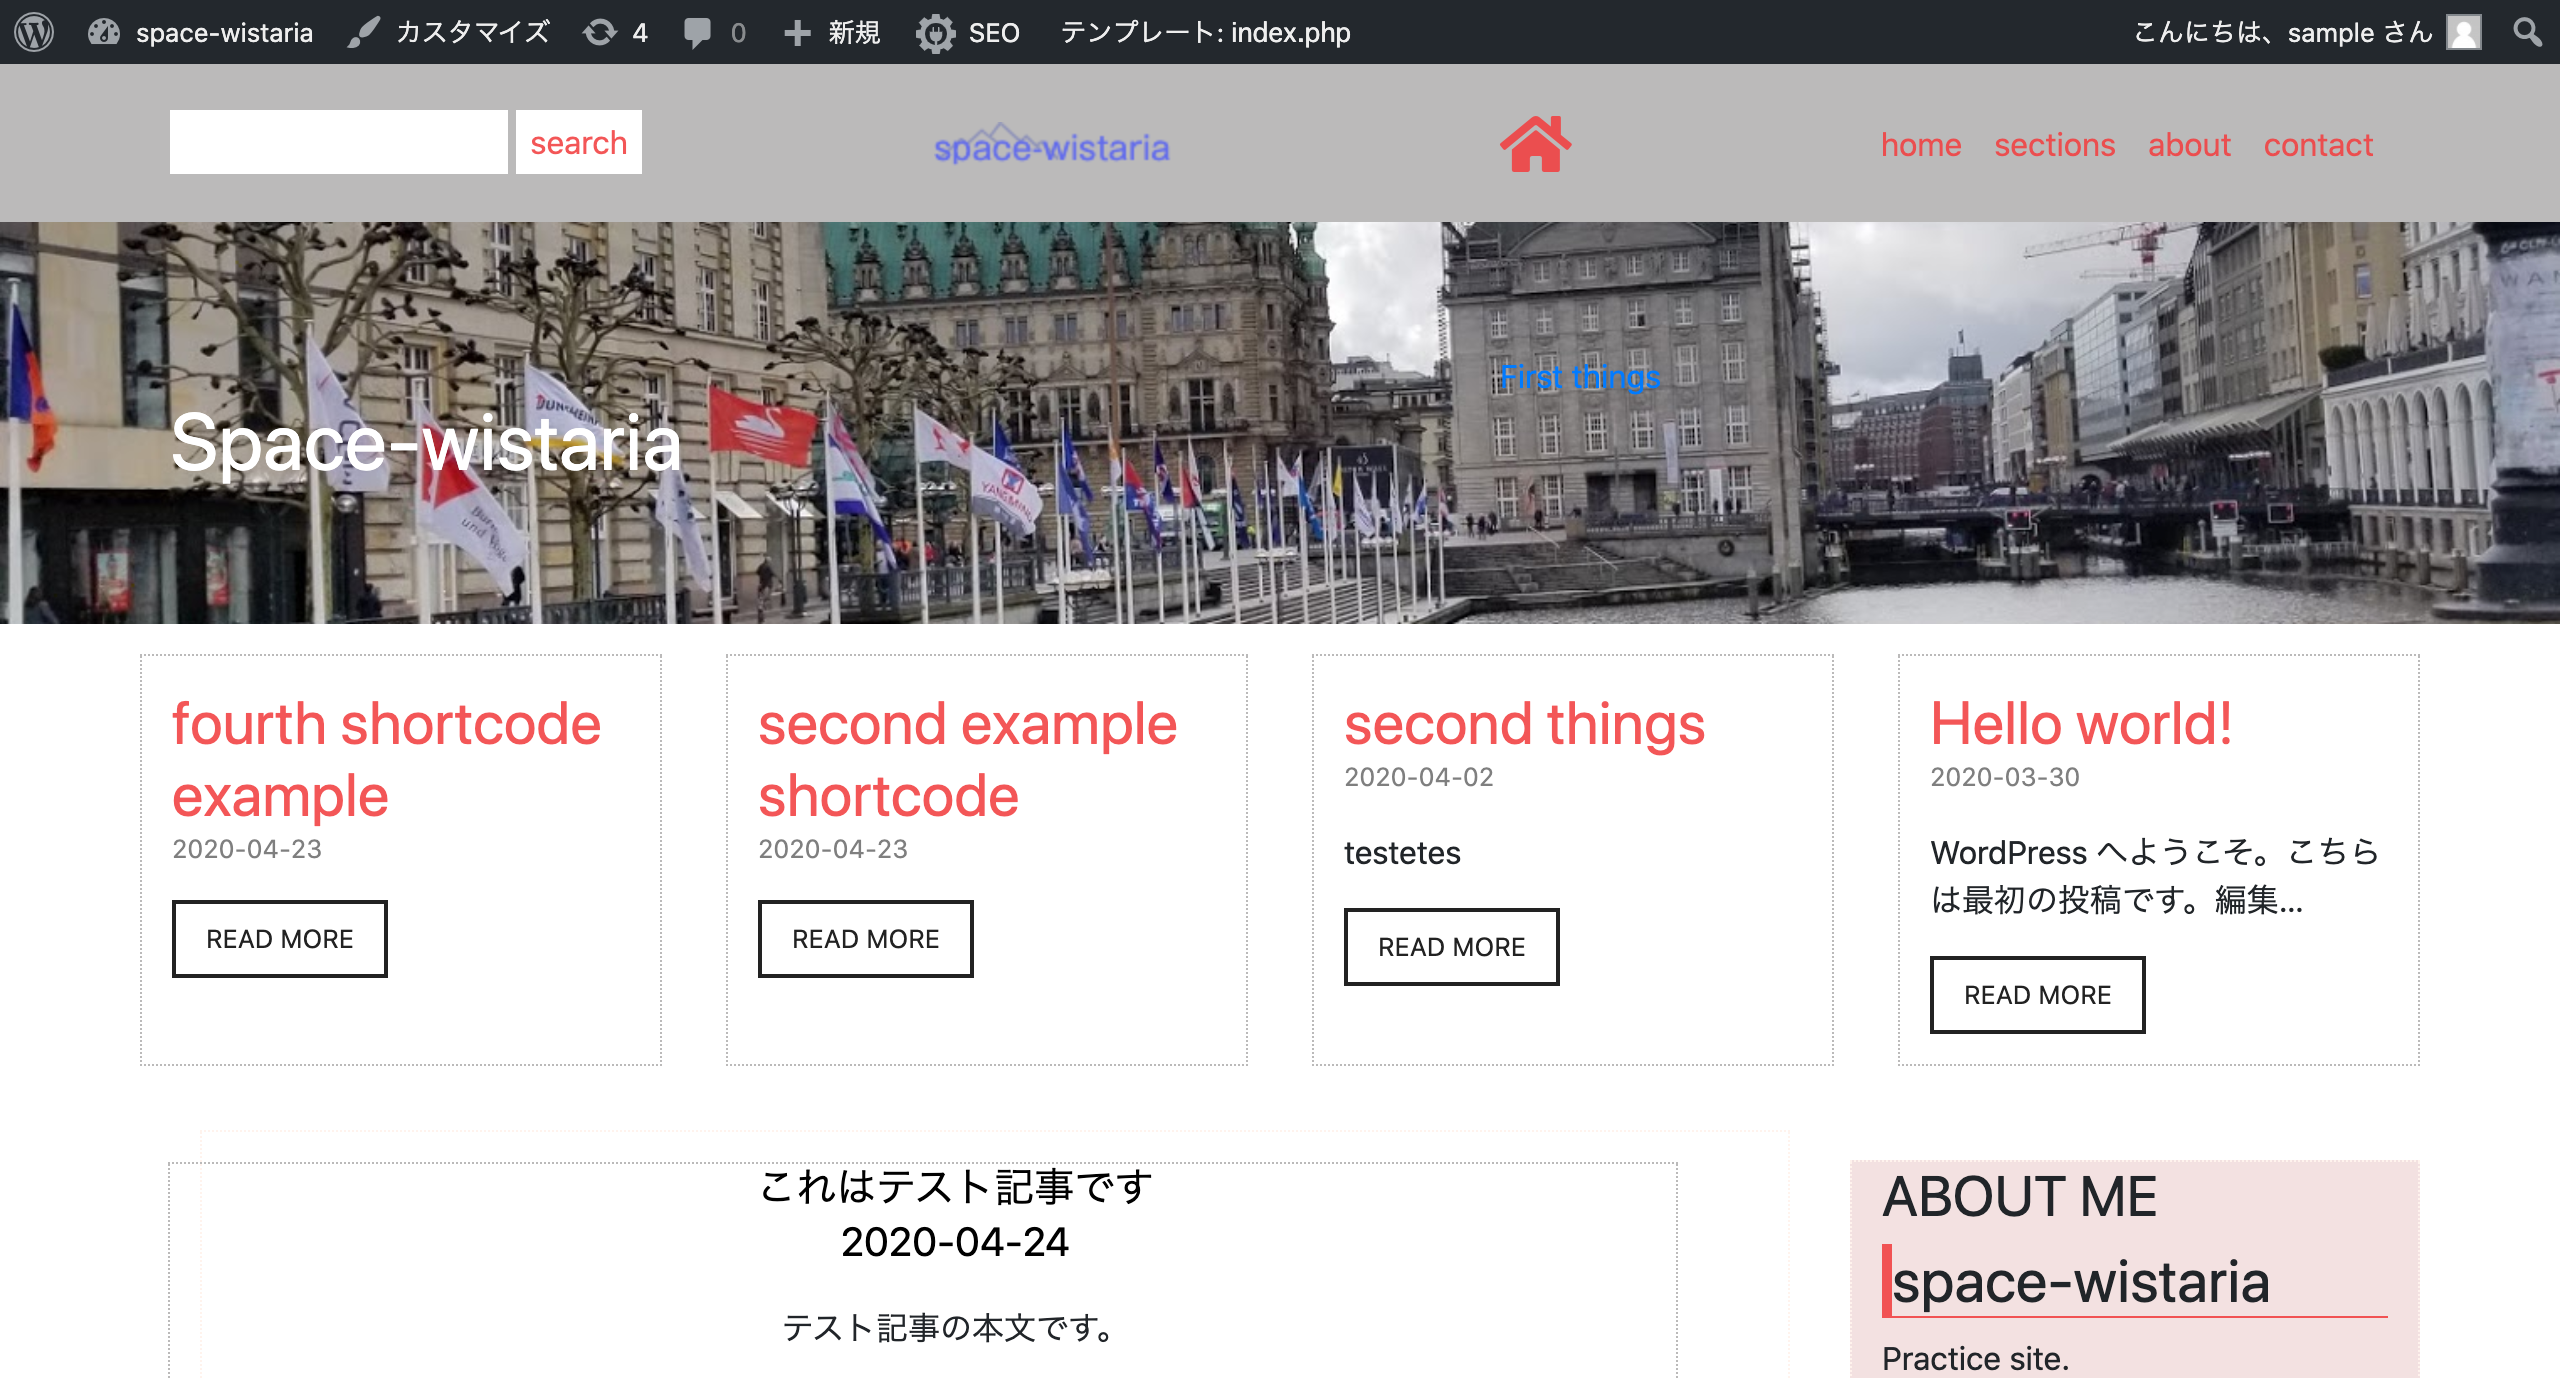 space-wistaria カスタマイズ 4 0 新規 SEO テンプレート: index.php こんにちは、sample さん
search space-wistaria home sections about contact
First things
Space-wistaria
YANG MING
fourth shortcode
example
2020-04-23
READ MORE
second example
shortcode
2020-04-23
READ MORE
second things
2020-04-02
testetes
READ MORE
Hello world!
2020-03-30
WordPress へようこそ。こちら
は最初の投稿です。編集...
READ MORE
これはテスト記事です
2020-04-24
テスト記事の本文です。
ABOUT ME
space-wistaria
Practice site.